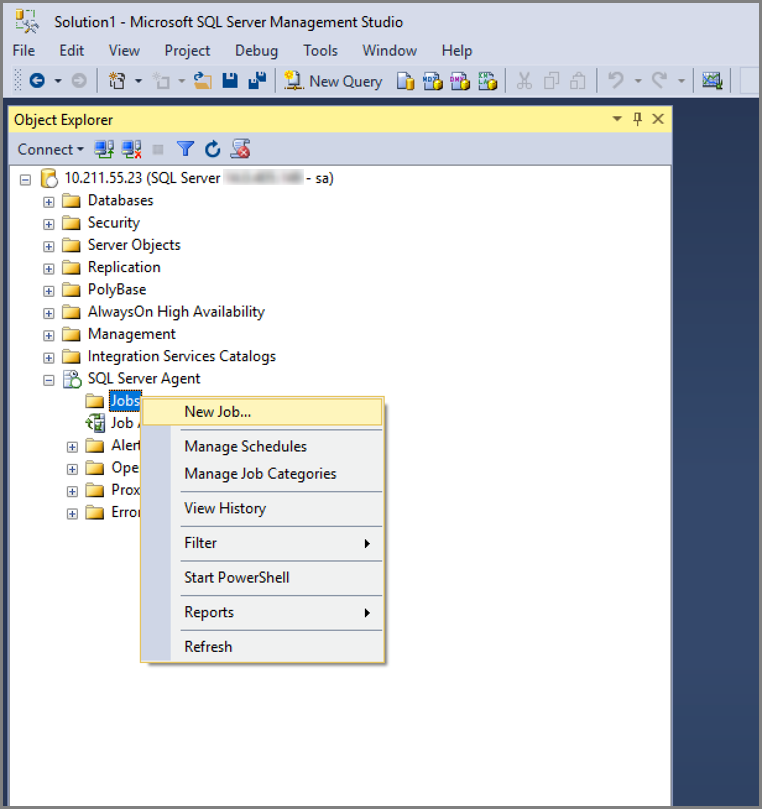 Solution1 - Microsoft SQL Server Management Studio
File Edit View Project Debug Tools Window Help
New Query
Object Explorer
Connect
10.211.55.23 (SQL Server - sa)
Databases
Security
Server Objects
Replication
PolyBase
AlwaysOn High Availability
Management
Integration Services Catalogs
SQL Server Agent
Jobs
New Job...
Job A
Manage Schedules
Alert
Ope
Manage Job Categories
Prox
View History
Error
Filter
Start PowerShell
Reports
Refresh